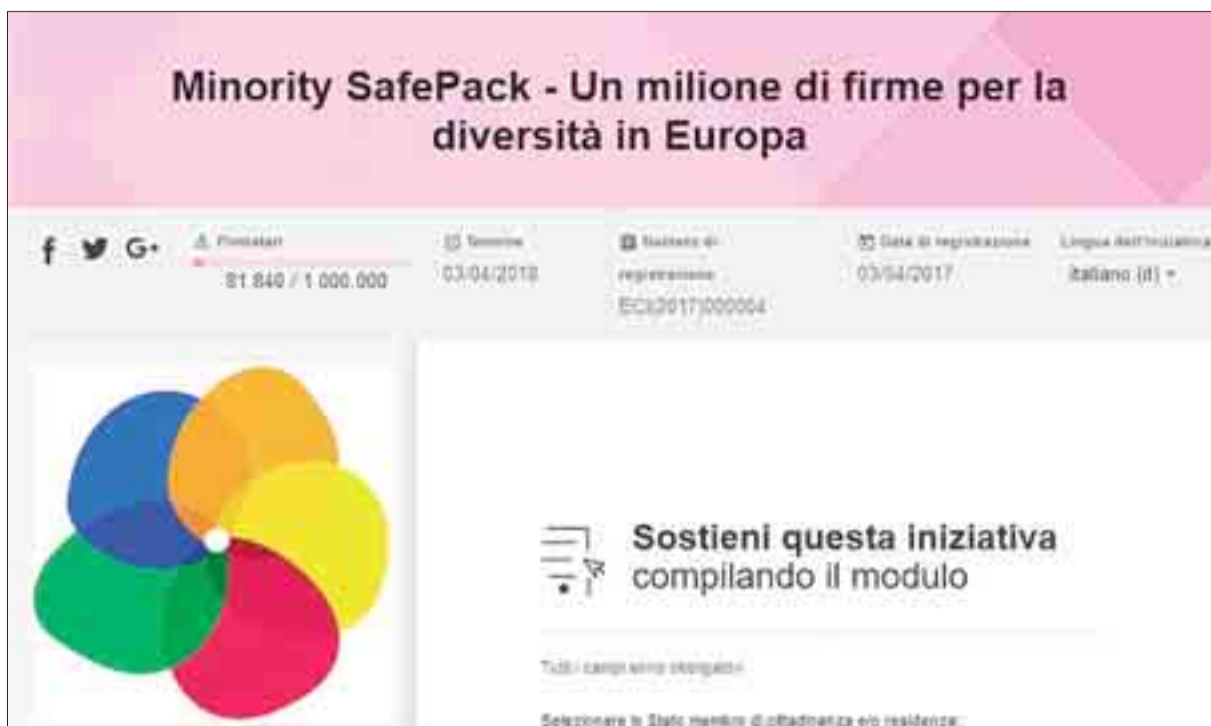 Minority SafePack - Un milione di firme per la
diversità in Europa
f G+
Firmatari
81.840 / 1.000.000
Termine
03/04/2018
Numero di
registrazione
ECI(2017)000004
Data di registrazione
03/04/2017
Lingua dell'iniziativa
italiano (it)
Sostieni questa iniziativa
compilando il modulo
Tutti i campi sono obbligatori
Selezionare lo Stato membro di cittadinanza e/o residenza: